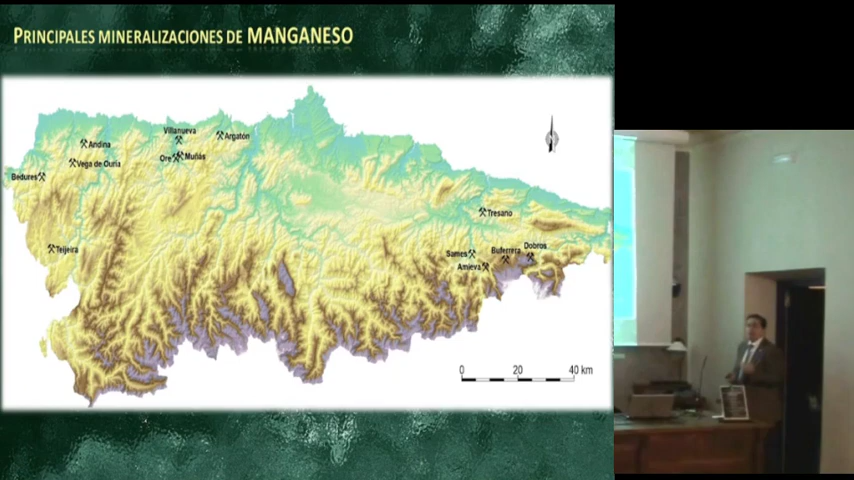 PRINCIPALES MINERALIZACIONES DE MANGANESO
Villanueva
Argatón
Andina
Ore
Muñás
Vega de Ouria
Bedures
Teijeira
Tresano
Sames
Buferrera
Dobros
Amieva
0 20 40 km